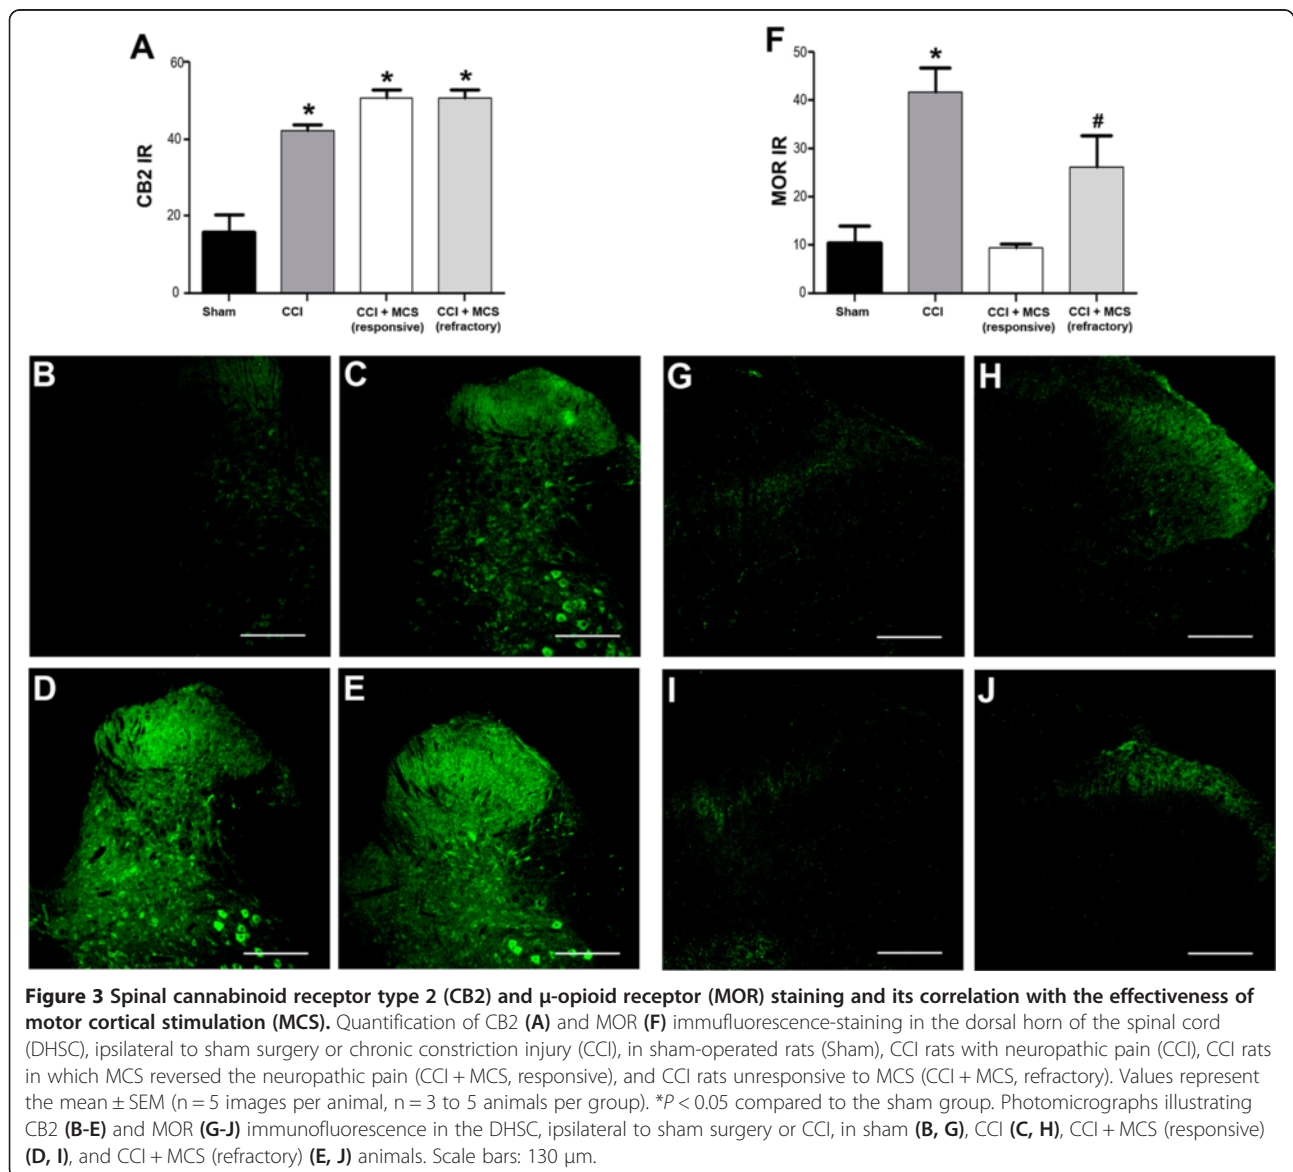 A
60
40
20
0
CB2 IR
*
*
*
Sham
CCI
CCI + MCS
(responsive)
CCI + MCS
(refractory)
F
50
40
30
20
10
0
MOR IR
*
#
Sham
CCI
CCI + MCS
(responsive)
CCI + MCS
(refractory)
B
C
G
H
D
E
I
J
Figure 3 Spinal cannabinoid receptor type 2 (CB2) and μ-opioid receptor (MOR) staining and its correlation with the effectiveness of
motor cortical stimulation (MCS). Quantification of CB2 (A) and MOR (F) immufluorescence-staining in the dorsal horn of the spinal cord
(DHSC), ipsilateral to sham surgery or chronic constriction injury (CCI), in sham-operated rats (Sham), CCI rats with neuropathic pain (CCI), CCI rats
in which MCS reversed the neuropathic pain (CCI + MCS, responsive), and CCI rats unresponsive to MCS (CCI + MCS, refractory). Values represent
the mean ± SEM (n = 5 images per animal, n = 3 to 5 animals per group). *P < 0.05 compared to the sham group. Photomicrographs illustrating
CB2 (B-E) and MOR (G-J) immunofluorescence in the DHSC, ipsilateral to sham surgery or CCI, in sham (B, G), CCI (C, H), CCI + MCS (responsive)
(D, I), and CCI + MCS (refractory) (E, J) animals. Scale bars: 130 μm.